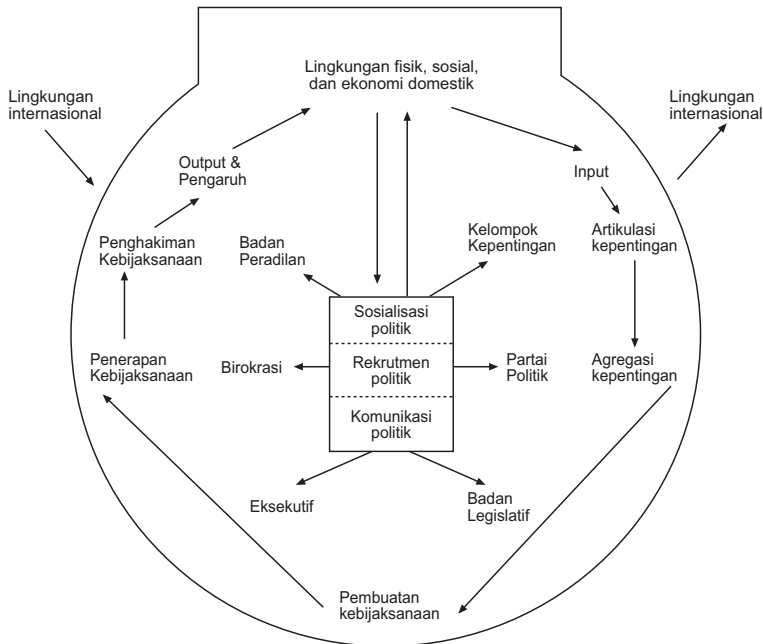 Lingkungan fisik, sosial,
dan ekonomi domestik
Lingkungan
internasional
Lingkungan
internasional
Output &
Pengaruh
Input
Penghakiman
Kebijaksanaan
Badan
Peradilan
Kelompok
Kepentingan
Artikulasi
kepentingan
Sosialisasi
politik
Penerapan
Kebijaksanaan
Birokrasi
Rekrutmen
politik
Partai
Politik
Agregasi
kepentingan
Komunikasi
politik
Eksekutif
Badan
Legislatif
Pembuatan
kebijaksanaan